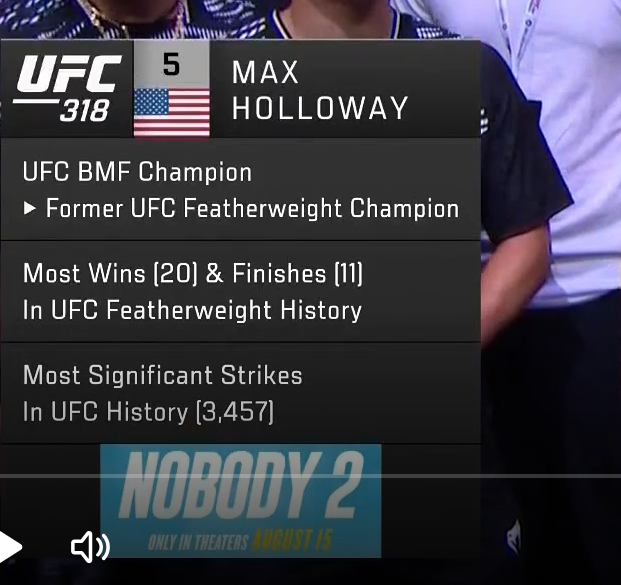 UFC
318
5
MAX
HOLLOWAY
UFC BMF Champion
▶ Former UFC Featherweight Champion
Most Wins (20) & Finishes (11)
In UFC Featherweight History
Most Significant Strikes
In UFC History (3,457)
NOBODY 2
ONLY IN THEATERS AUGUST 15